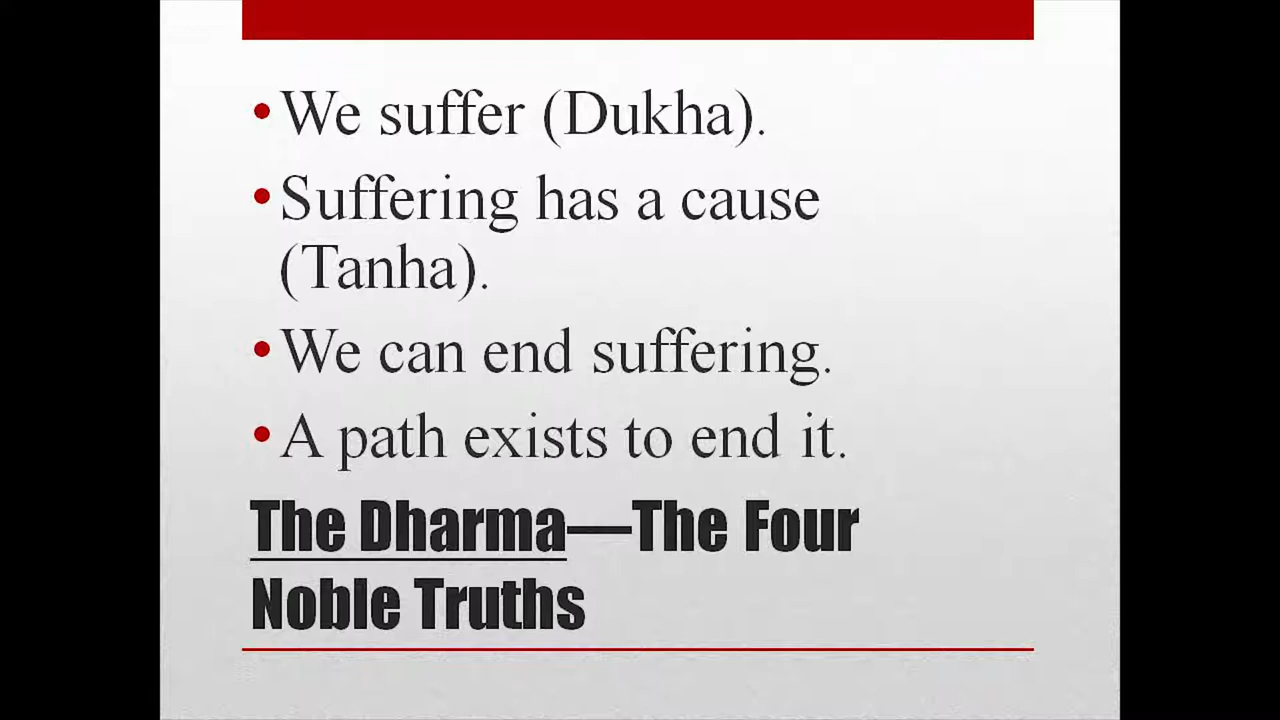 •We suffer (Dukha).
•Suffering has a cause
(Tanha).
•We can end suffering.
•A path exists to end it.
The Dharma—The Four
Noble Truths